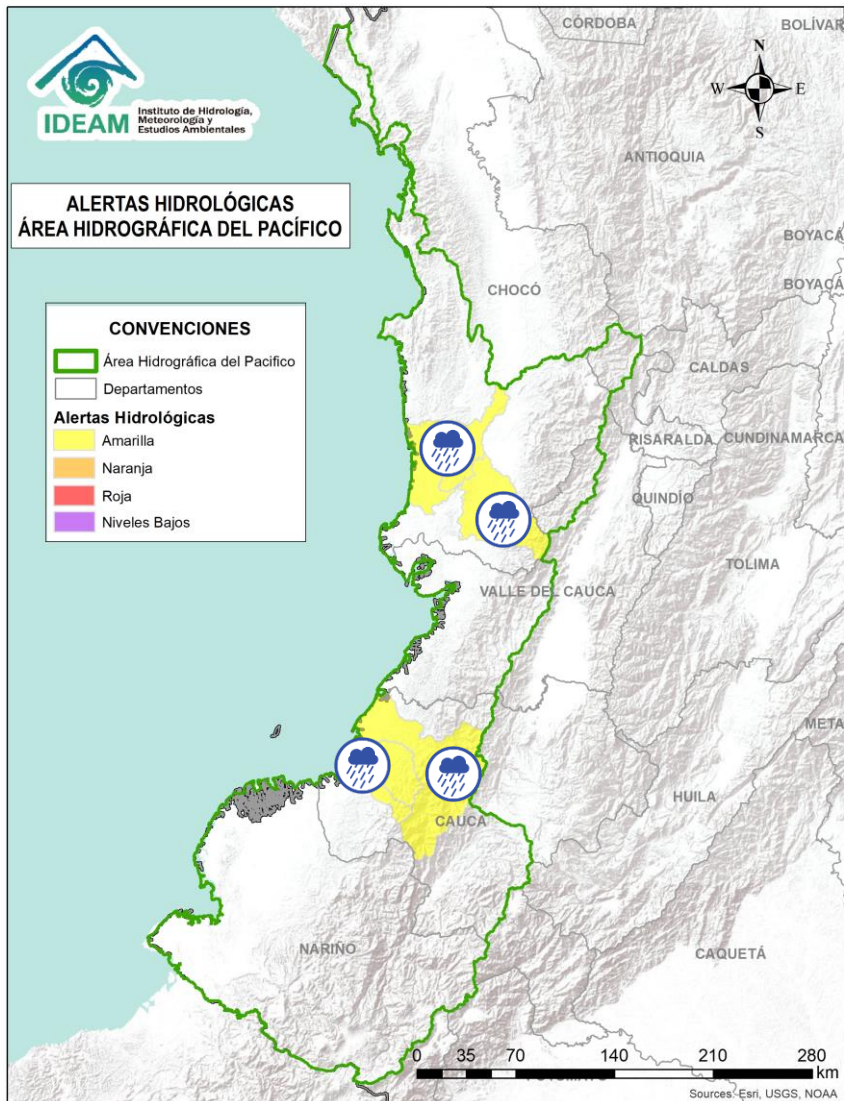 CÓRDOBA
BOLÍVAR
N
W
E
S
IDEAM
Instituto de Hidrología,
Meteorología y
Estudios Ambientales
ANTIOQUIA
ALERTAS HIDROLÓGICAS
ÁREA HIDROGRÁFICA DEL PACÍFICO
BOYACÁ
BOYACÁ
CHOCÓ
CONVENCIONES
Área Hidrográfica del Pacifico
Departamentos
Alertas Hidrológicas
Amarilla
Naranja
Roja
Niveles Bajos
CALDAS
RISARALDA
CUNDINAMARCA
QUINDÍO
TOLIMA
VALLE DEL CAUCA
META
HUILA
CAUCA
NARIÑO
CAQUETÁ
0 35 70 140 210 280
km
Sources: Esri, USGS, NOAA